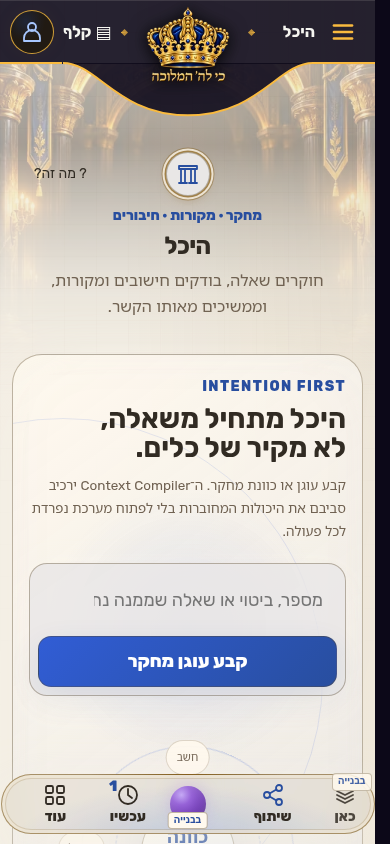 היכל
קלף
כי לה' המלוכה
? מה זה?
מחקר • מקורות • חיבורים
היכל
חוקרים שאלה, בודקים חישובים ומקורות,
וממשיכים מאותו הקשר.
INTENTION FIRST
היכל מתחיל משאלה,
לא מקיר של כלים.
קבע עוגן או כוונת מחקר. ה־Context Compiler ירכיב
סביבם את היכולות המחוברות בלי לפתוח מערכת נפרדת
לכל פעולה.
מספר, ביטוי או שאלה שממנה
קבע עוגן מחקר
חשב
כוונה
בבנייה
כאן
שיתוף
בבנייה
1
עכשיו
עוד